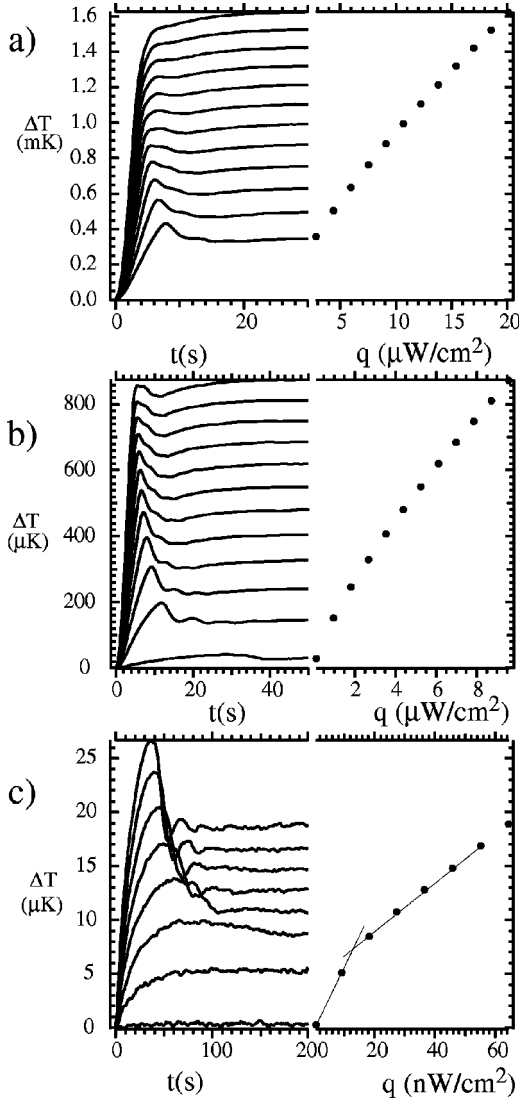 a)
1.6
1.4
1.2
1.0
0.8
0.6
0.4
0.2
0.0
ΔT
(mK)
0 20
t(s)
5 10 15 20
q (μW/cm²)
b)
800
600
400
200
0
ΔT
(μK)
0 20 40
t(s)
2 4 6 8
q (μW/cm²)
c)
25
20
15
10
5
0
ΔT
(μK)
0 100 200
t(s)
0 20 40 60
q (nW/cm²)